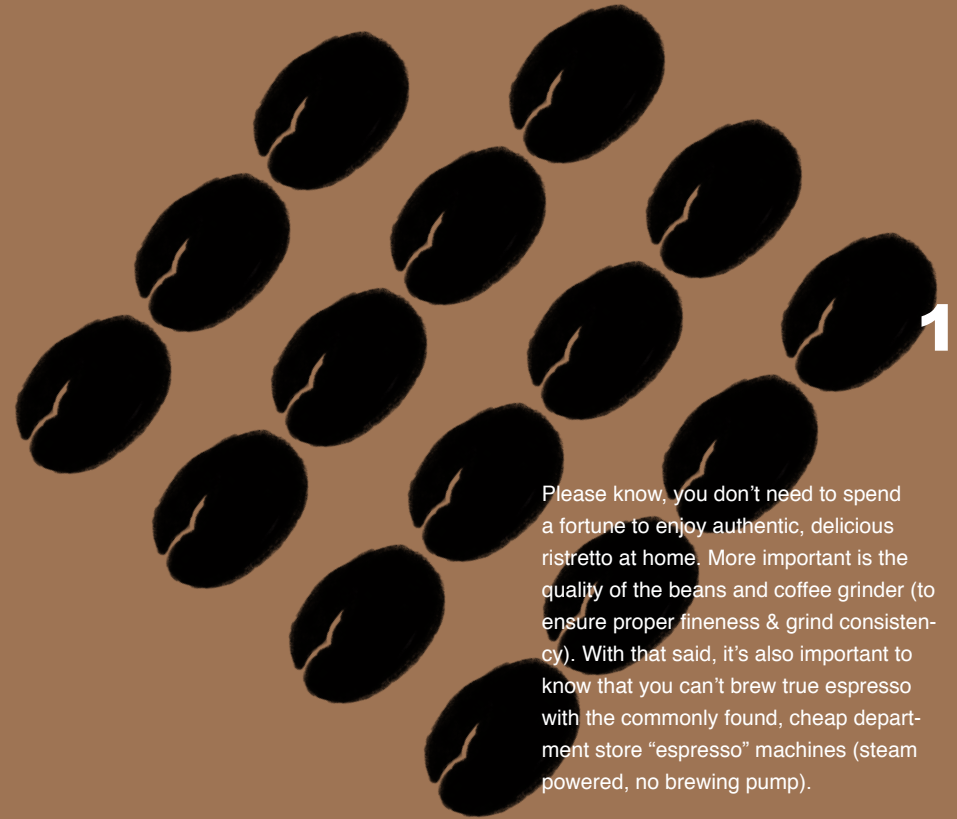 1
Please know, you don’t need to spend
a fortune to enjoy authentic, delicious
ristretto at home. More important is the
quality of the beans and coffee grinder (to
ensure proper fineness & grind consisten-
cy). With that said, it’s also important to
know that you can’t brew true espresso
with the commonly found, cheap depart-
ment store “espresso” machines (steam
powered, no brewing pump).